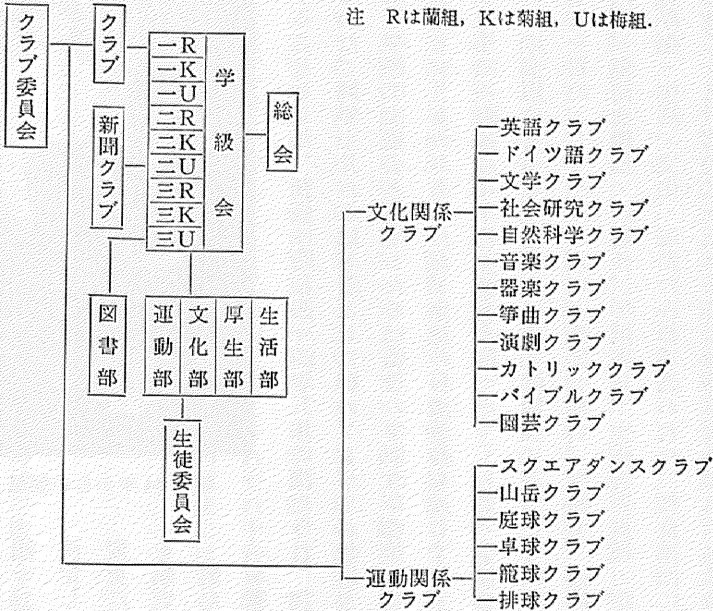 注 Rは蘭組,Kは菊組,Uは梅組.
クラブ委員会
クラブ
新聞クラブ
一R
一K
一U
二R
二K
二U
三R
三K
三U
学級会
総会
図書部
運動部
文化部
厚生部
生活部
生徒委員会
文化関係
クラブ
英語クラブ
ドイツ語クラブ
文学クラブ
社会研究クラブ
自然科学クラブ
音楽クラブ
器楽クラブ
箏曲クラブ
演劇クラブ
カトリッククラブ
バイブルクラブ
園芸クラブ
運動関係
クラブ
スクエアダンスクラブ
山岳クラブ
庭球クラブ
卓球クラブ
籠球クラブ
排球クラブ